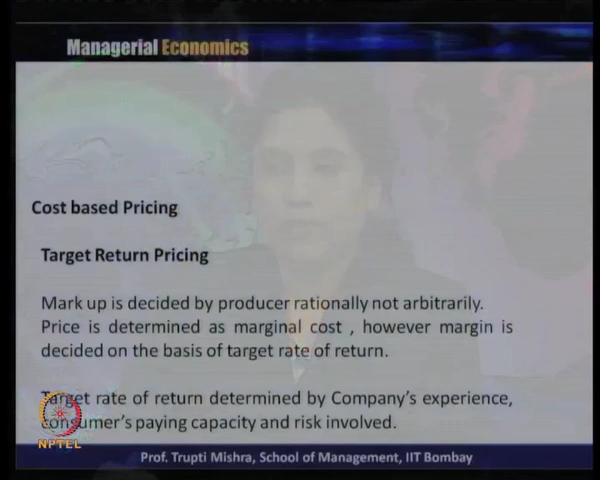 Managerial Economics
Cost based Pricing
Target Return Pricing
Mark up is decided by producer rationally not arbitrarily.
Price is determined as marginal cost , however margin is
decided on the basis of target rate of return.
Target rate of return determined by Company's experience,
consumer's paying capacity and risk involved.
NPTEL
Prof. Trupti Mishra, School of Management, IIT Bombay